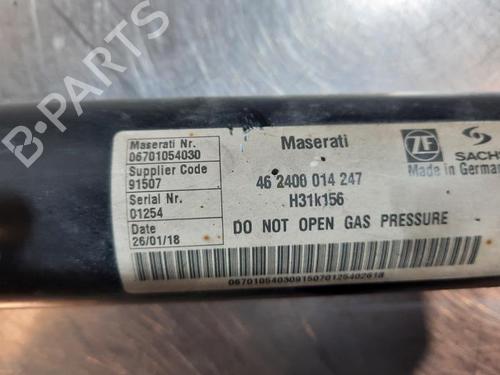 Maserati Nr.
06701054030
Supplier Code
91507
Serial Nr.
01254
Date
26/01/18
Maserati
46 2400 014 247
H31k156
DO NOT OPEN GAS PRESSURE
ZF
SACHS
Made in Germany
06701054030915070125402618
B-PARTS